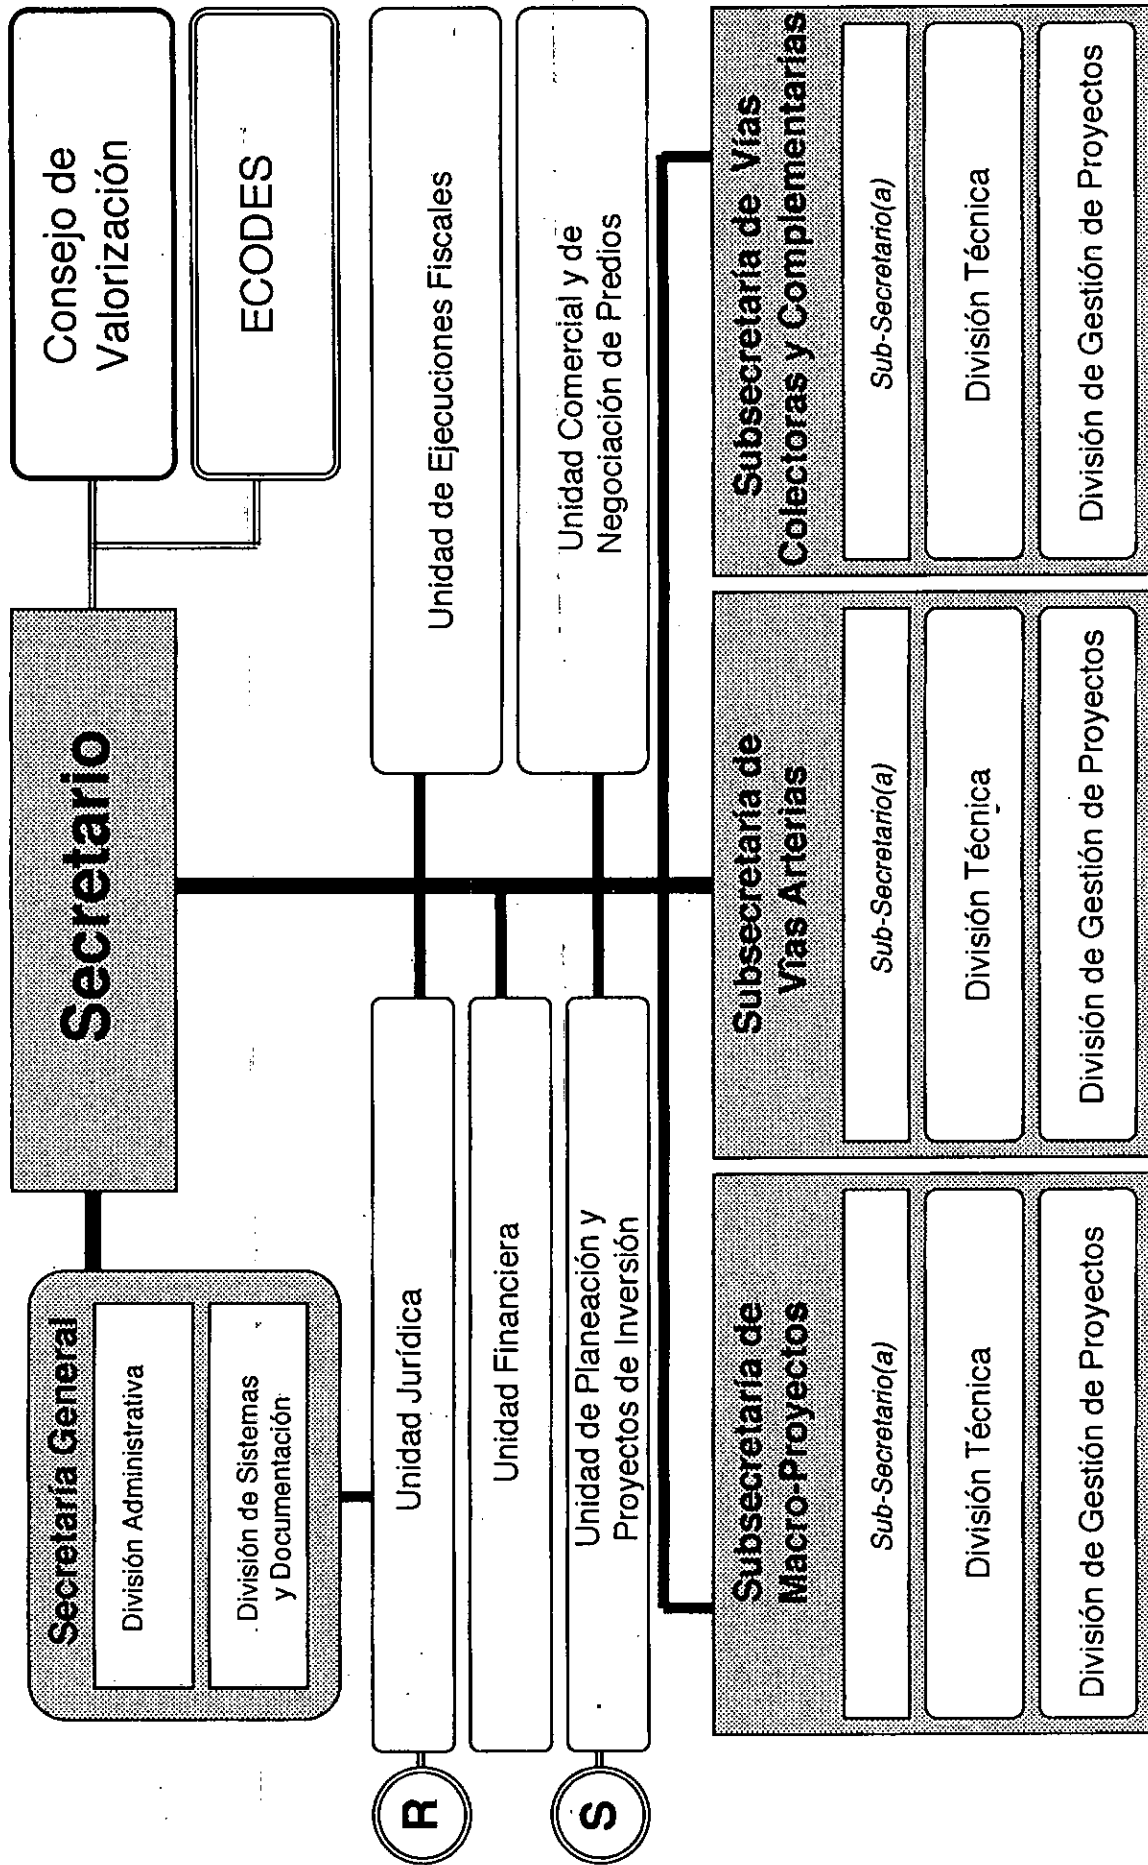 Secretario
Consejo de
Valorización
ECODES
Secretaría General
División Administrativa
División de Sistemas
y Documentación
R
Unidad Jurídica
Unidad de Ejecuciones Fiscales
Unidad Financiera
S
Unidad de Planeación y
Proyectos de Inversión
Unidad Comercial y de
Negociación de Predios
Subsecretaría de
Macro-Proyectos
Sub-Secretario(a)
División Técnica
División de Gestión de Proyectos
Subsecretaría de
Vías Arterias
Sub-Secretario(a)
División Técnica
División de Gestión de Proyectos
Subsecretaría de Vías
Colectoras y Complementarías
Sub-Secretario(a)
División Técnica
División de Gestión de Proyectos